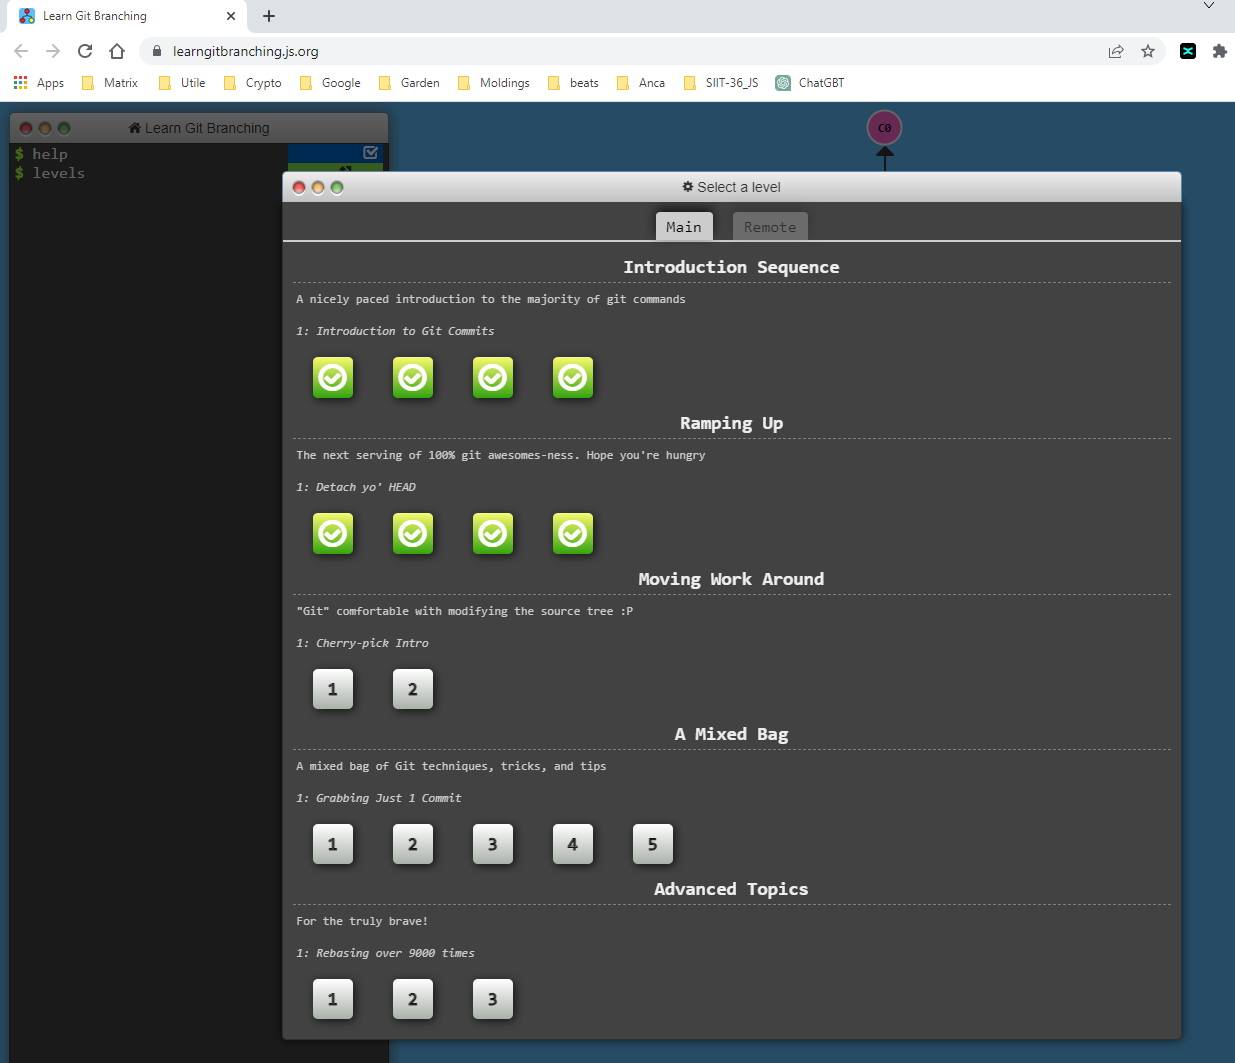 Learn Git Branching
learngitbranching.js.org
Apps Matrix Utile Crypto Google Garden Moldings beats Anca SIIT-36_JS ChatGBT
Learn Git Branching
$ help
$ levels
C0
Select a level
Main Remote
Introduction Sequence
A nicely paced introduction to the majority of git commands
1: Introduction to Git Commits
Ramping Up
The next serving of 100% git awesomes-ness. Hope you're hungry
1: Detach yo' HEAD
Moving Work Around
"Git" comfortable with modifying the source tree :P
1: Cherry-pick Intro
1 2
A Mixed Bag
A mixed bag of Git techniques, tricks, and tips
1: Grabbing Just 1 Commit
1 2 3 4 5
Advanced Topics
For the truly brave!
1: Rebasing over 9000 times
1 2 3